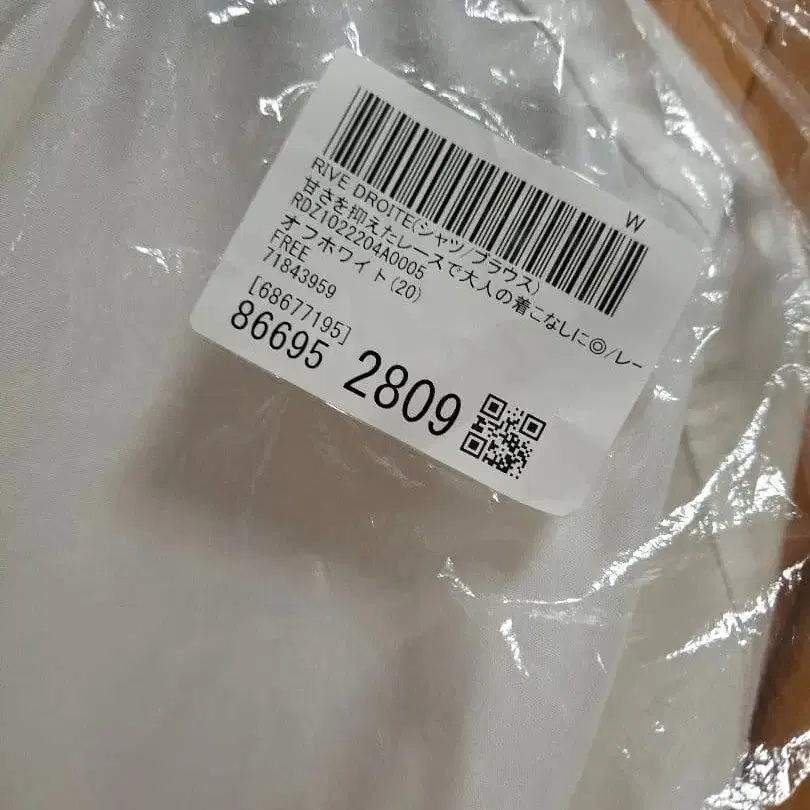 W
RIVE DROITE(シャツ/ブラウス)
甘さを抑えたレースで大人の着こなしに◎/レー
RDZ1022204A0005
オフホワイト(20)
FREE
71843959
[68677195]
86695 2809